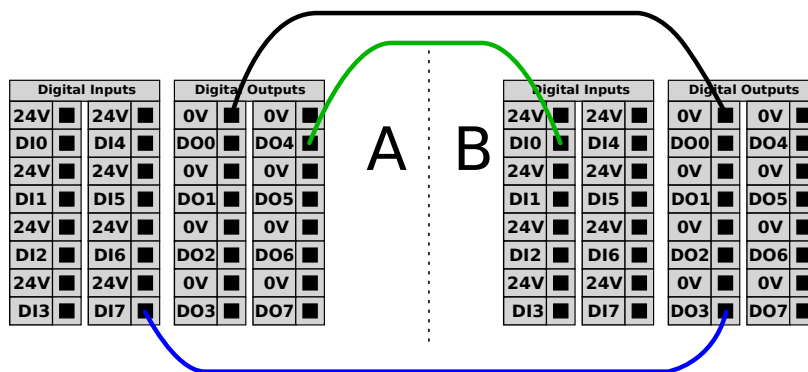 Digital Inputs Digital Outputs Digital Inputs Digital Outputs
24V 24V 0V 0V 24V 24V 0V 0V
DI0 DI4 DO0 DO4 A B DI0 DI4 DO0 DO4
24V 24V 0V 0V 24V 24V 0V 0V
DI1 DI5 DO1 DO5 DI1 DI5 DO1 DO5
24V 24V 0V 0V 24V 24V 0V 0V
DI2 DI6 DO2 DO6 DI2 DI6 DO2 DO6
24V 24V 0V 0V 24V 24V 0V 0V
DI3 DI7 DO3 DO7 DI3 DI7 DO3 DO7